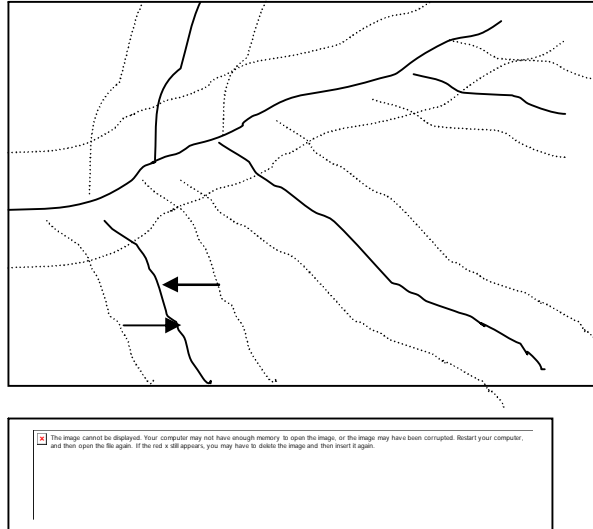 The image cannot be displayed. Your computer may not have enough memory to open the image, or the image may have been corrupted. Restart your computer,
and then open the file again. If the red x still appears, you may have to delete the image and then insert it again.